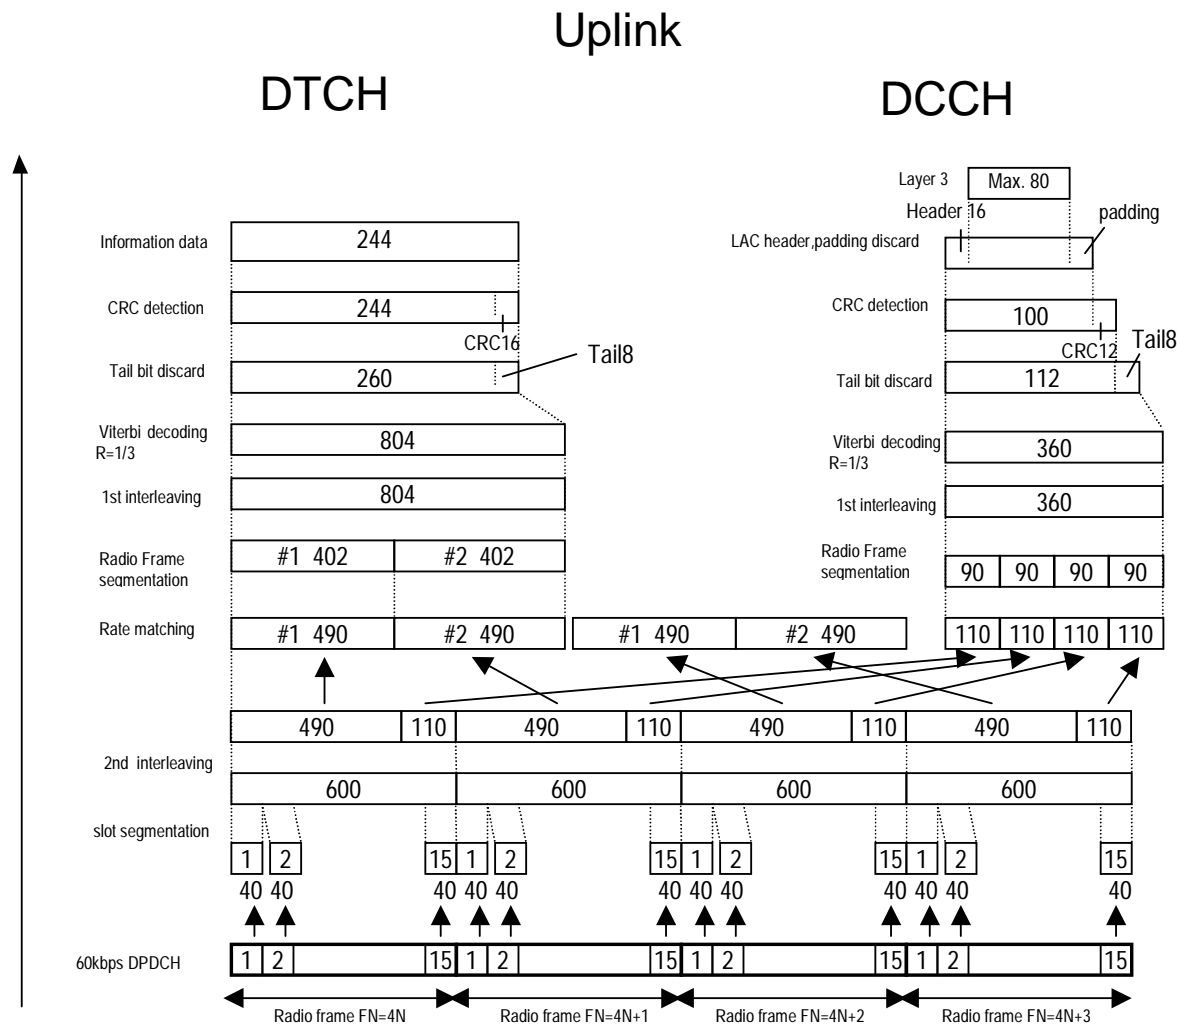 Uplink
DTCH DCCH
Layer 3 Max. 80
Header 16 padding
Information data 244 LAC header,padding discard
CRC detection 244 CRC detection 100
CRC16 CRC12
Tail8 Tail8
Tail bit discard 260 Tail bit discard 112
Viterbi decoding 804 Viterbi decoding 360
R=1/3 R=1/3
1st interleaving 804 1st interleaving 360
Radio Frame #1 402 #2 402 Radio Frame 90 90 90 90
segmentation segmentation
Rate matching #1 490 #2 490 #1 490 #2 490 110 110 110 110
490 110 490 110 490 110 490 110
2nd interleaving
600 600 600 600
slot segmentation
1 2 15 1 2 15 1 2 15 1 2 15
40 40 40 40 40 40 40 40 40 40 40 40
60kbps DPDCH 1 2 15 1 2 15 1 2 15 1 2 15
Radio frame FN=4N Radio frame FN=4N+1 Radio frame FN=4N+2 Radio frame FN=4N+3